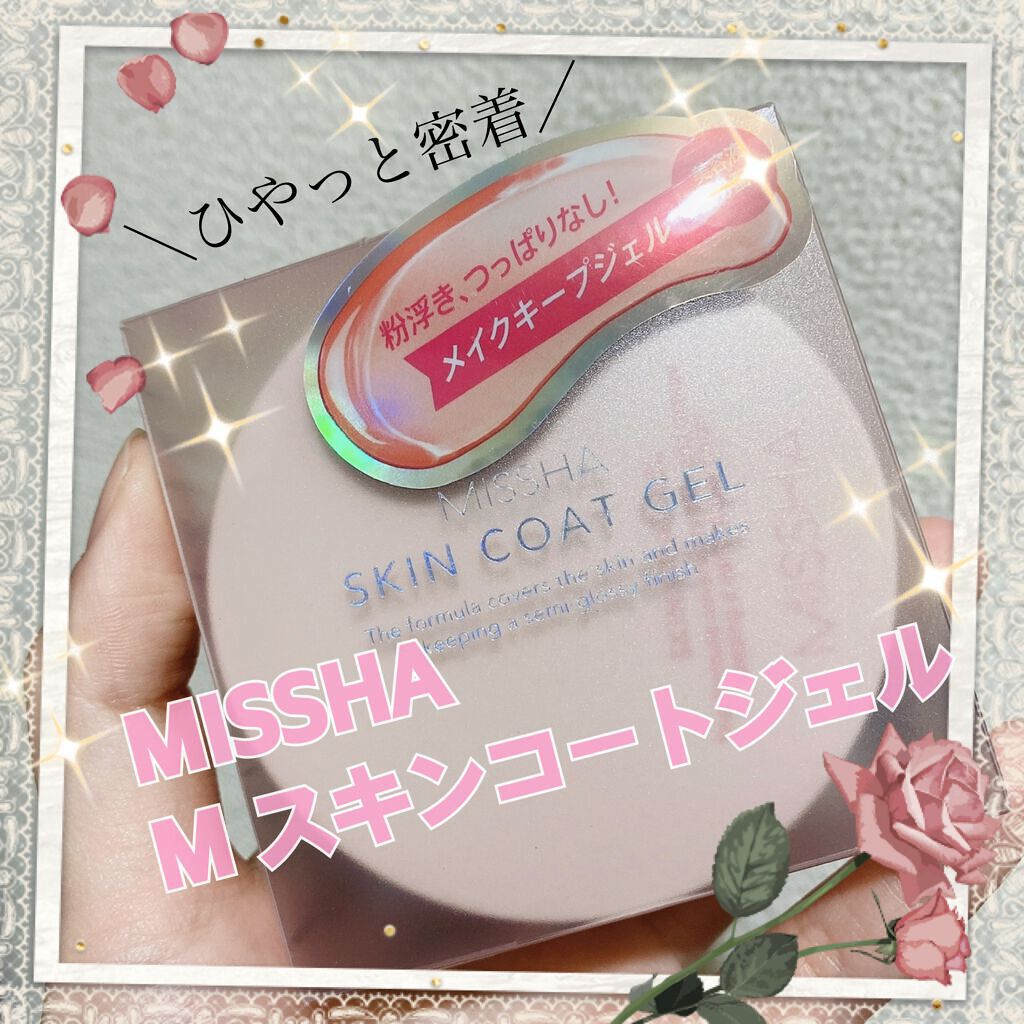 ＼ひやっと密着／
粉浮き、つっぱりなし!
メイクキープジェル
MISSHA
SKIN COAT GEL
The formula covers the skin and makes
keeping a semi glossy finish
MISSHA
M スキンコートジェル